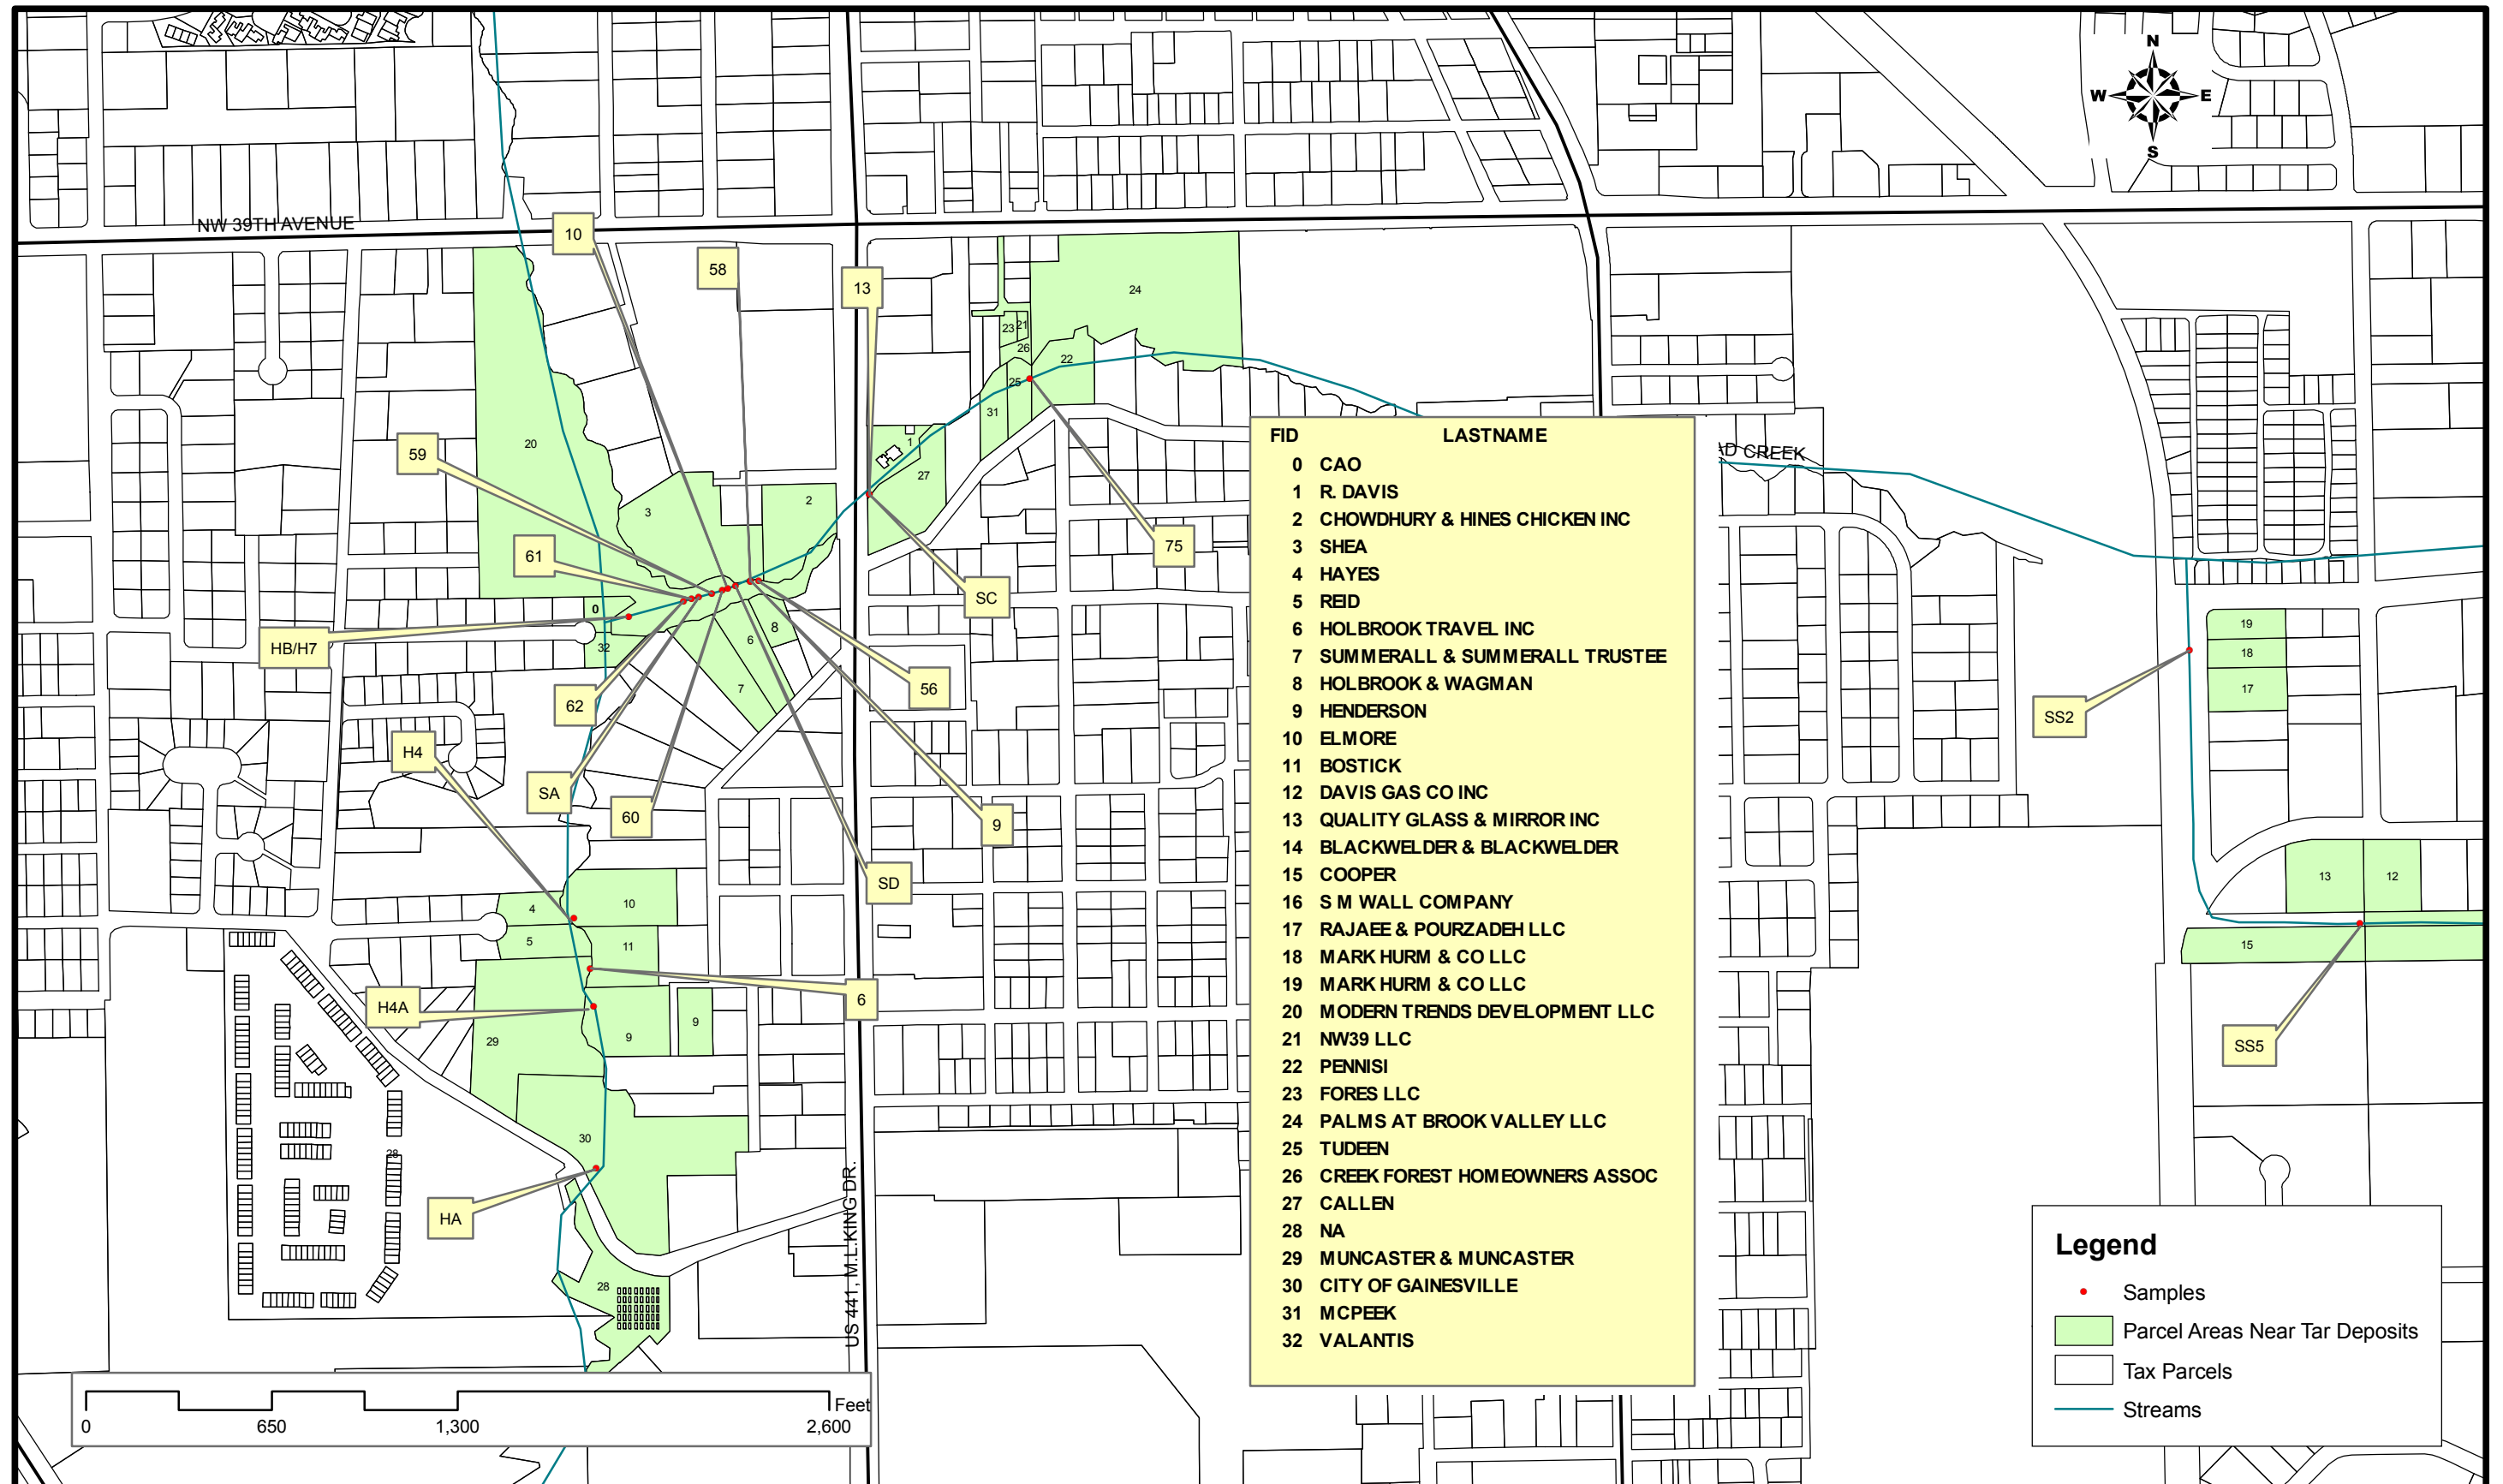 N
W E
S
NW 39TH AVENUE
10
58
13
24
23 21
26
22
25
31
1
27
20
59
3
2
61
75
SC
0
HB/H7
32
8
6
7
56
62
H4
SA
60
9
SD
4
10
5
11
6
H4A
9
9
29
30
28
HA
28
US 441, M.L.KING DR.
AD CREEK
19
18
17
SS2
13
12
15
SS5
FID LASTNAME
0 CAO
1 R. DAVIS
2 CHOWDHURY & HINES CHICKEN INC
3 SHEA
4 HAYES
5 REID
6 HOLBROOK TRAVEL INC
7 SUMMERALL & SUMMERALL TRUSTEE
8 HOLBROOK & WAGMAN
9 HENDERSON
10 ELMORE
11 BOSTICK
12 DAVIS GAS CO INC
13 QUALITY GLASS & MIRROR INC
14 BLACKWELDER & BLACKWELDER
15 COOPER
16 S M WALL COMPANY
17 RAJAEE & POURZADEH LLC
18 MARK HURM & CO LLC
19 MARK HURM & CO LLC
20 MODERN TRENDS DEVELOPMENT LLC
21 NW39 LLC
22 PENNISI
23 FORES LLC
24 PALMS AT BROOK VALLEY LLC
25 TUDEEN
26 CREEK FOREST HOMEOWNERS ASSOC
27 CALLEN
28 NA
29 MUNCASTER & MUNCASTER
30 CITY OF GAINESVILLE
31 MCPEEK
32 VALANTIS
Legend
Samples
Parcel Areas Near Tar Deposits
Tax Parcels
Streams
Feet
0 650 1,300 2,600